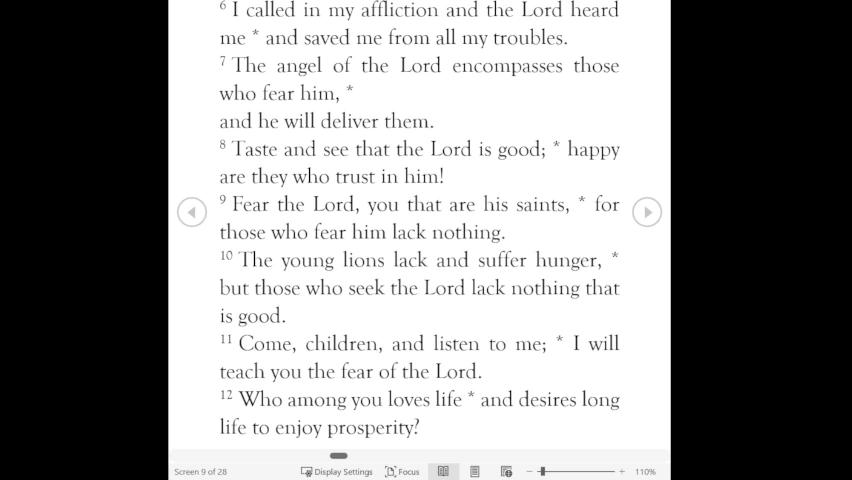 6 I called in my affliction and the Lord heard
me * and saved me from all my troubles.
7 The angel of the Lord encompasses those
who fear him, *
and he will deliver them.
8 Taste and see that the Lord is good; * happy
are they who trust in him!
9 Fear the Lord, you that are his saints, * for
those who fear him lack nothing.
10 The young lions lack and suffer hunger, *
but those who seek the Lord lack nothing that
is good.
11 Come, children, and listen to me; * I will
teach you the fear of the Lord.
12 Who among you loves life * and desires long
life to enjoy prosperity?
Screen 9 of 28 Display Settings Focus 110%